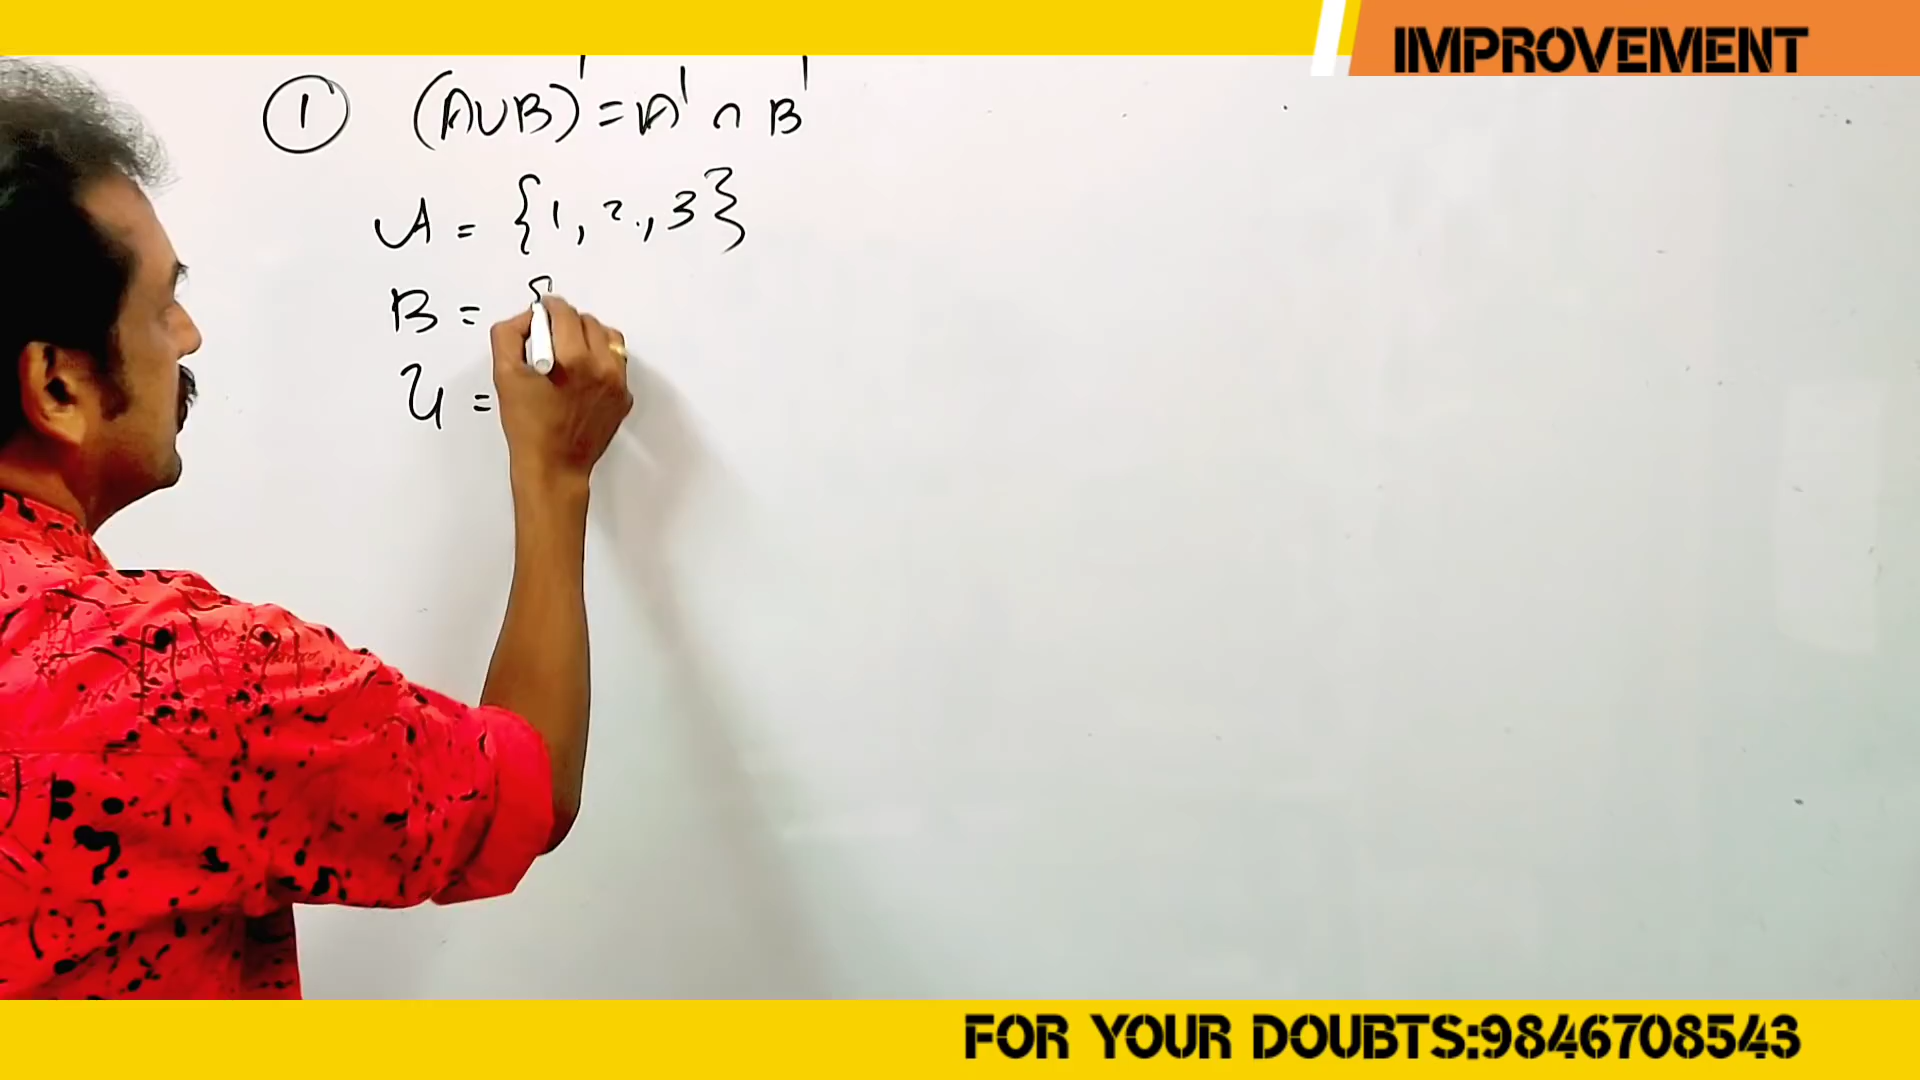 IMPROVEMENT
① (A∪B)' = A' ∩ B'
A = {1, 2, 3}
B = {
U =
FOR YOUR DOUBTS:9846708543